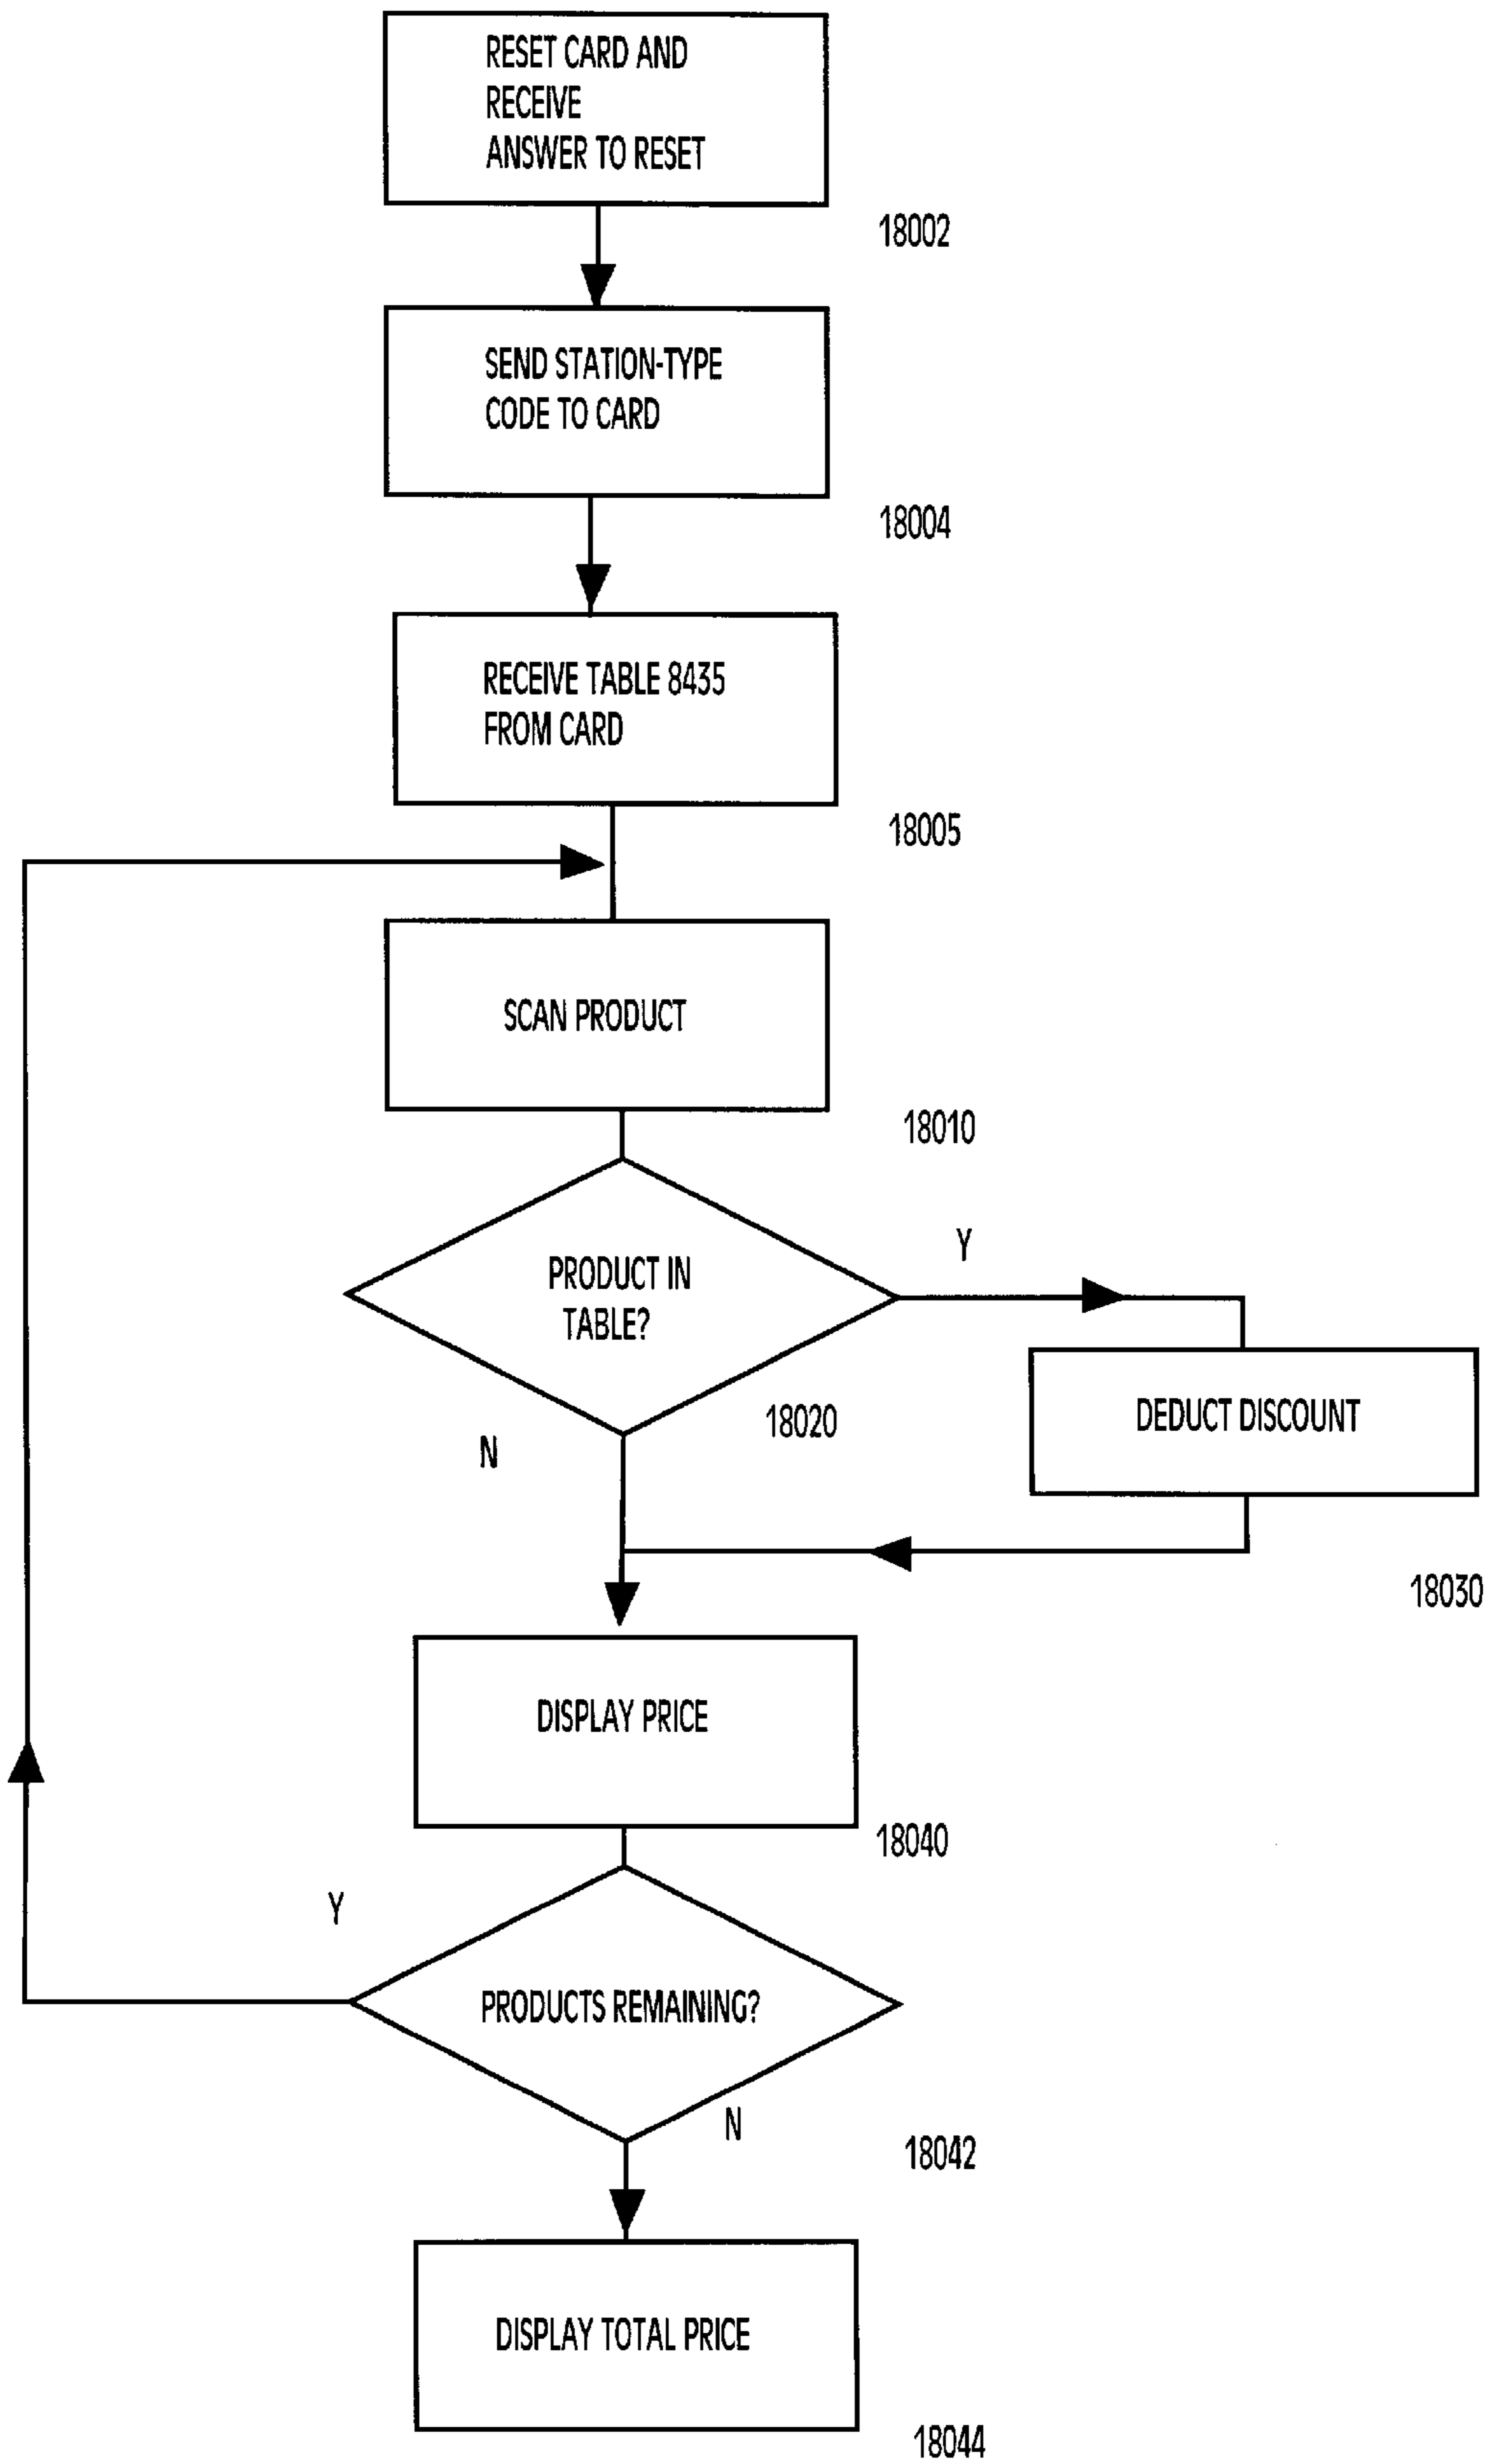 RESET CARD AND
RECEIVE
ANSWER TO RESET
18002
SEND STATION-TYPE
CODE TO CARD
18004
RECEIVE TABLE 8435
FROM CARD
18005
SCAN PRODUCT
18010
PRODUCT IN
TABLE?
Y
18020
N
DEDUCT DISCOUNT
18030
DISPLAY PRICE
18040
Y
PRODUCTS REMAINING?
N
18042
DISPLAY TOTAL PRICE
18044